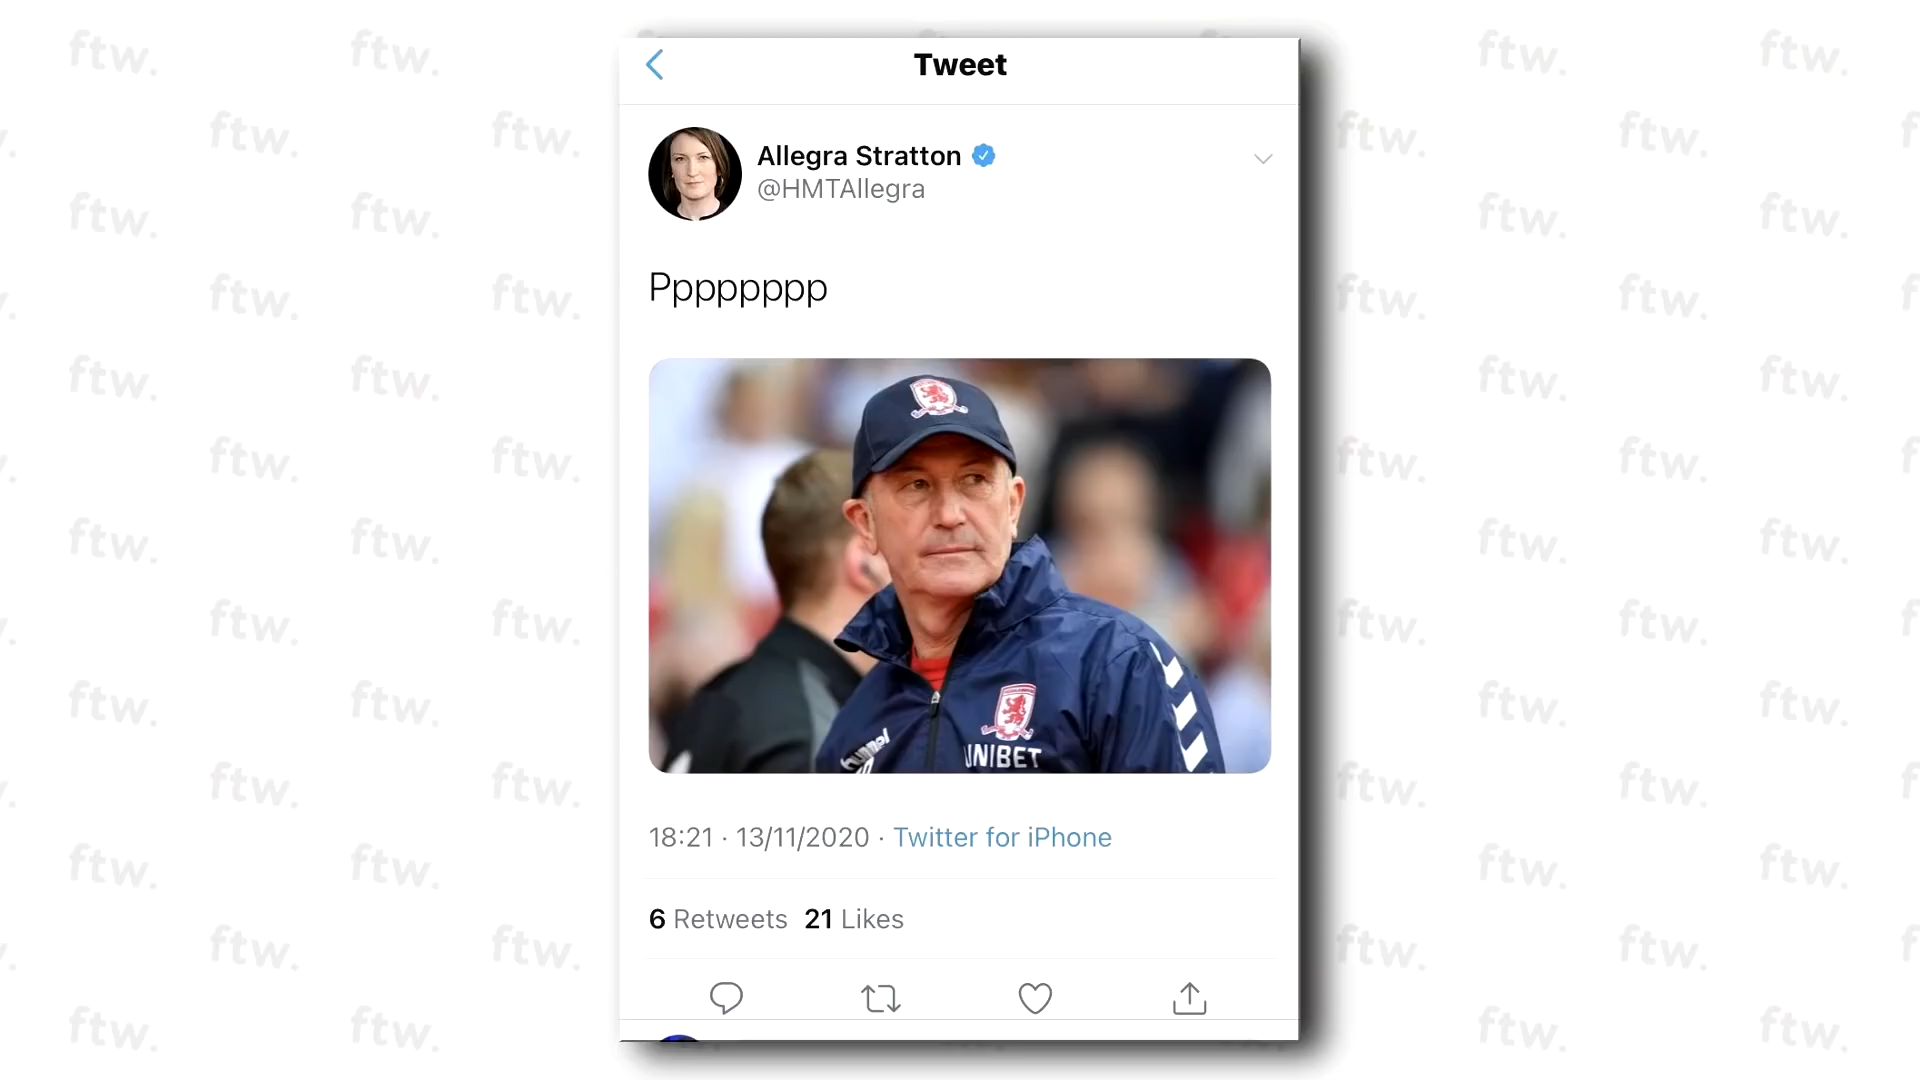 Tweet
Allegra Stratton
@HMTAllegra
Pppppppp
UNIBET
hummel
18:21 · 13/11/2020 · Twitter for iPhone
6 Retweets 21 Likes
ftw.